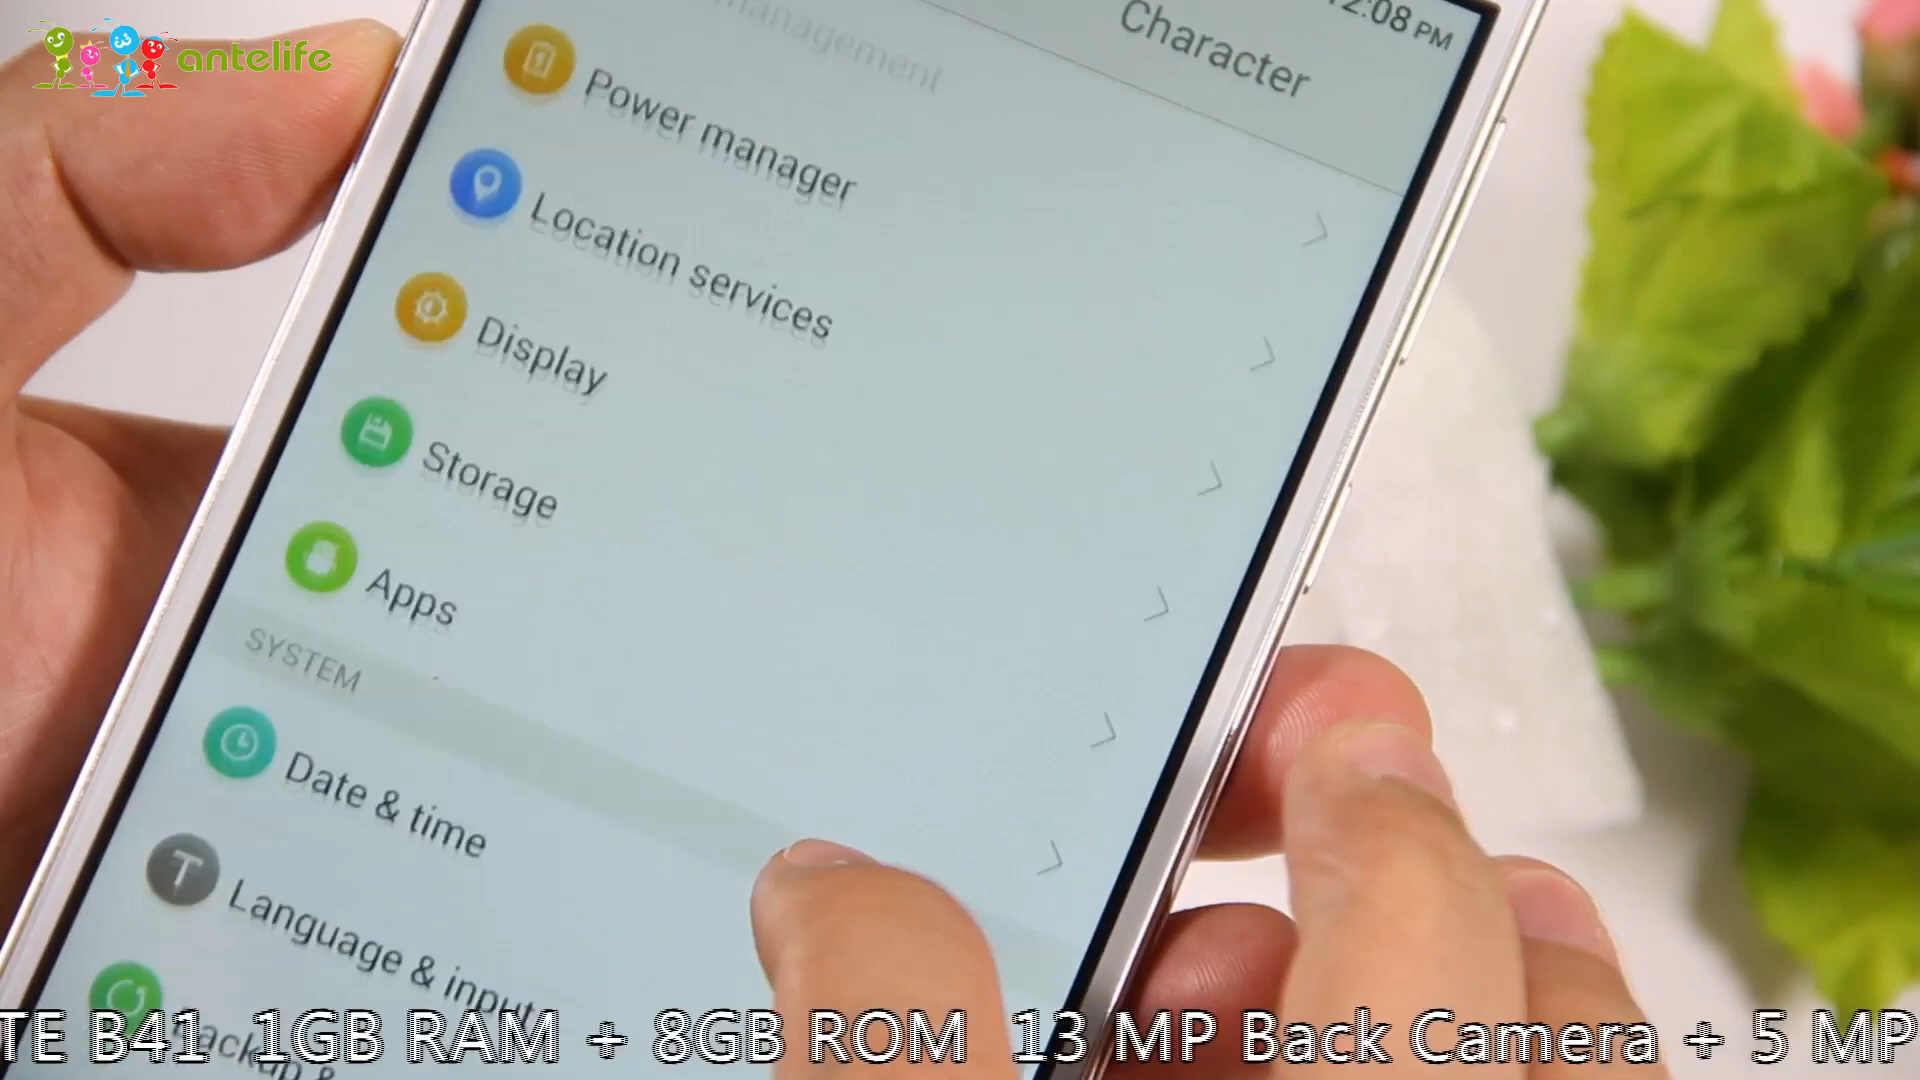 antelife
2:08 PM
Character
management
Power manager
Location services
Display
Storage
Apps
SYSTEM
Date & time
T
Language & input
Backup &
TE B41 1GB RAM + 8GB ROM 13 MP Back Camera + 5 MP